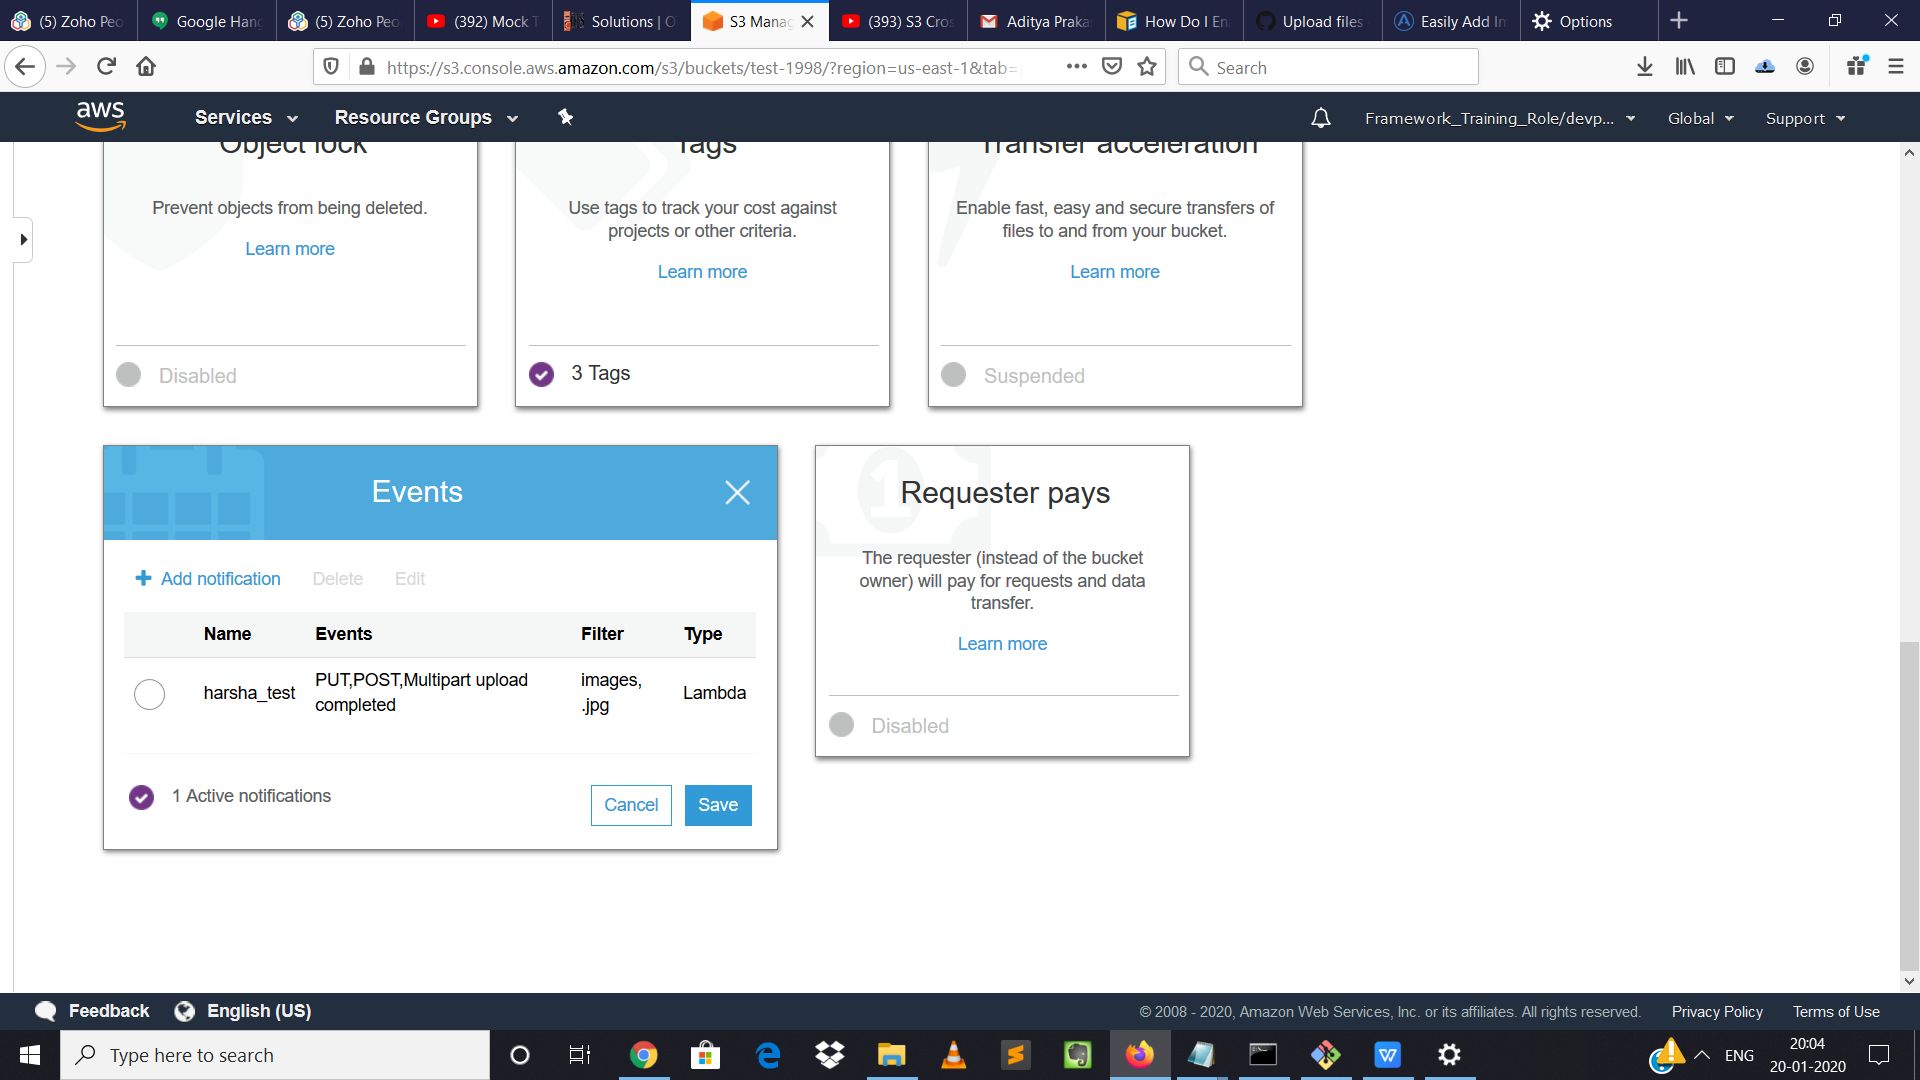 (5) Zoho Peo
Google Hang
(5) Zoho Peo
(392) Mock T
Solutions | O
S3 Manag
(393) S3 Cros
Aditya Praka
How Do I En
Upload files
Easily Add In
Options
https://s3.console.aws.amazon.com/s3/buckets/test-1998/?region=us-east-1&tab=
Search
aws
Services
Resource Groups
Framework_Training_Role/devp...
Global
Support
Object lock
Tags
Transfer acceleration
Prevent objects from being deleted.
Learn more
Use tags to track your cost against
projects or other criteria.
Learn more
Enable fast, easy and secure transfers of
files to and from your bucket.
Learn more
Disabled
3 Tags
Suspended
Events
Add notification
Delete
Edit
Name
Events
Filter
Type
harsha_test
PUT,POST,Multipart upload
completed
images,
.jpg
Lambda
1 Active notifications
Cancel
Save
Requester pays
The requester (instead of the bucket
owner) will pay for requests and data
transfer.
Learn more
Disabled
Feedback
English (US)
© 2008 - 2020, Amazon Web Services, Inc. or its affiliates. All rights reserved.
Privacy Policy
Terms of Use
Type here to search
ENG
20:04
20-01-2020